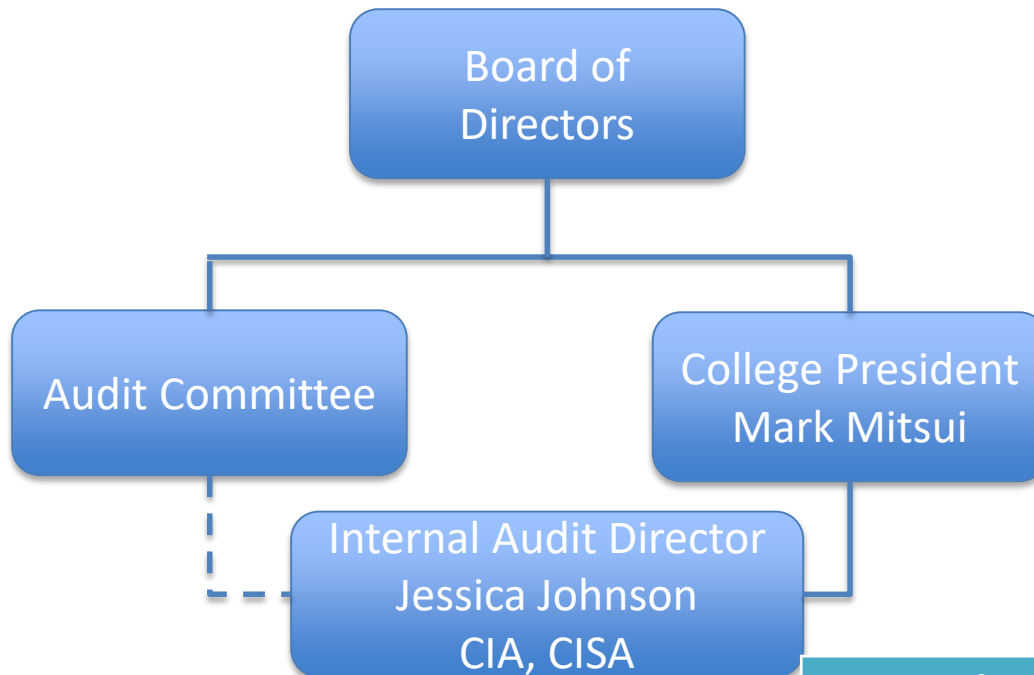 Board of
Directors
Audit Committee
College President
Mark Mitsui
Internal Audit Director
Jessica Johnson
CIA, CISA